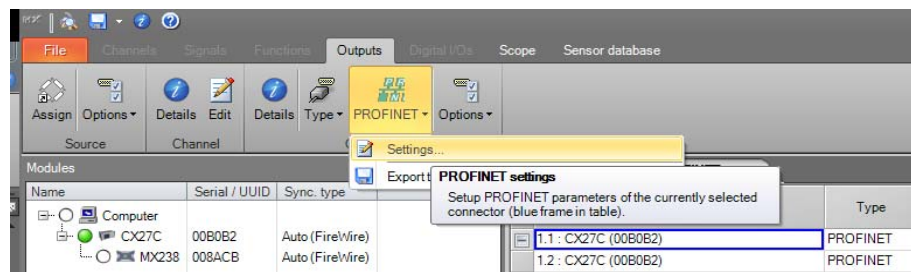 File Channels Signals Functions Outputs Digital I/Os Scope Sensor database
Assign Options Details Edit Details Type PROFINET Options
Source Channel
Settings...
Modules
Export t
PROFINET settings
Setup PROFINET parameters of the currently selected
connector (blue frame in table).
Name Serial / UUID Sync. type
Type
Computer
CX27C 00B0B2 Auto (FireWire)
1.1 : CX27C (00B0B2) PROFINET
MX238 008ACB Auto (FireWire)
1.2 : CX27C (00B0B2) PROFINET